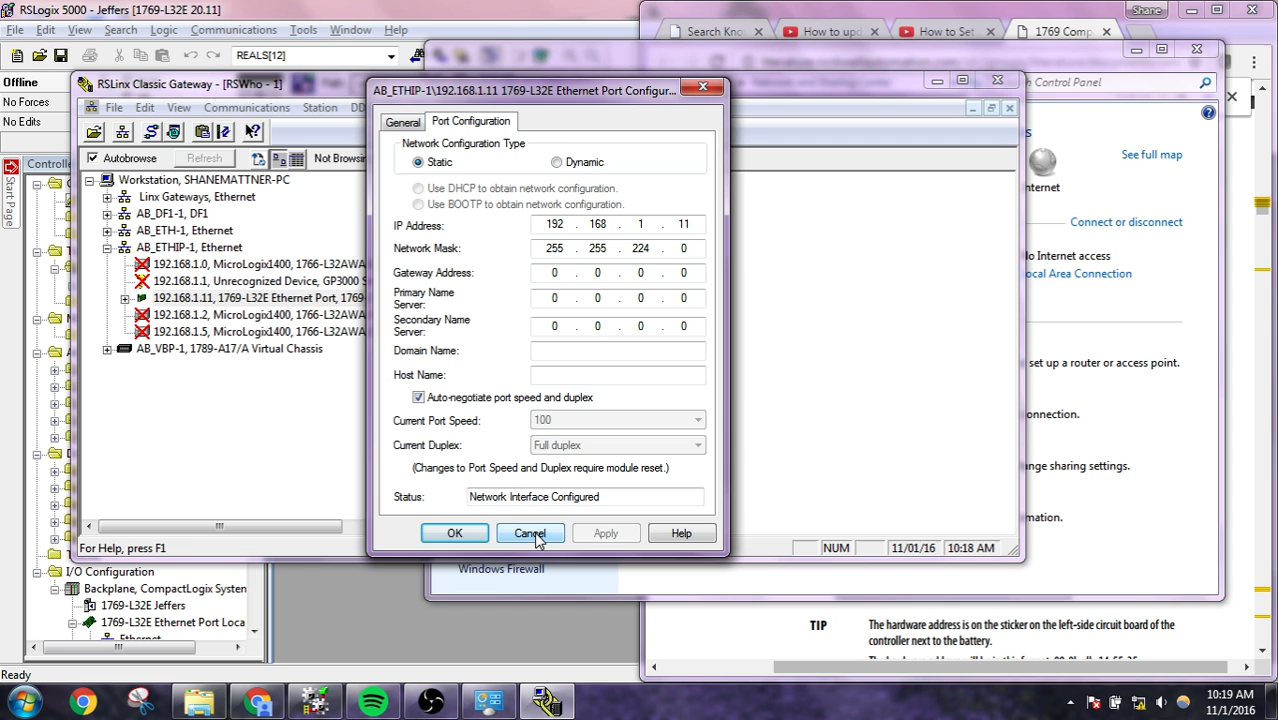 RSLogix 5000 - Jeffers [1769-L32E 20.11]
Shane
File Edit View Search Logic Communications Tools Window Help
Search Kno
How to upd
How to Set
1769 Comp
REALS[12]
Offline
No Forces
No Edits
Start Page
RSLinx Classic Gateway - [RSWho - 1]
File Edit View Communications Station DD
Autobrowse
Refresh
Not Browsin
Workstation, SHANEMATTNER-PC
Linx Gateways, Ethernet
AB_DF1-1, DF1
AB_ETH-1, Ethernet
AB_ETHIP-1, Ethernet
192.168.1.0, MicroLogix1400, 1766-L32AWA
192.168.1.1, Unrecognized Device, GP3000 S
192.168.1.11, 1769-L32E Ethernet Port, 1769-
192.168.1.2, MicroLogix1400, 1766-L32AWA
192.168.1.5, MicroLogix1400, 1766-L32AWA
AB_VBP-1, 1789-A17/A Virtual Chassis
For Help, press F1
NUM
11/01/16
10:18 AM
AB_ETHIP-1\192.168.1.11 1769-L32E Ethernet Port Configur...
General
Port Configuration
Network Configuration Type
Static
Dynamic
Use DHCP to obtain network configuration.
Use BOOTP to obtain network configuration.
IP Address: 192 . 168 . 1 . 11
Network Mask: 255 . 255 . 224 . 0
Gateway Address: 0 . 0 . 0 . 0
Primary Name
Server: 0 . 0 . 0 . 0
Secondary Name
Server: 0 . 0 . 0 . 0
Domain Name:
Host Name:
Auto-negotiate port speed and duplex
Current Port Speed: 100
Current Duplex: Full duplex
(Changes to Port Speed and Duplex require module reset.)
Status: Network Interface Configured
OK
Cancel
Apply
Help
Control Panel
See full map
Internet
Connect or disconnect
Internet access
ocal Area Connection
set up a router or access point.
onnection.
nge sharing settings.
mation.
Windows Firewall
I/O Configuration
Backplane, CompactLogix System
1769-L32E Jeffers
1769-L32E Ethernet Port Loca
Ethernet
Ready
TIP
The hardware address is on the sticker on the left-side circuit board of the
controller next to the battery.
10:19 AM
11/1/2016